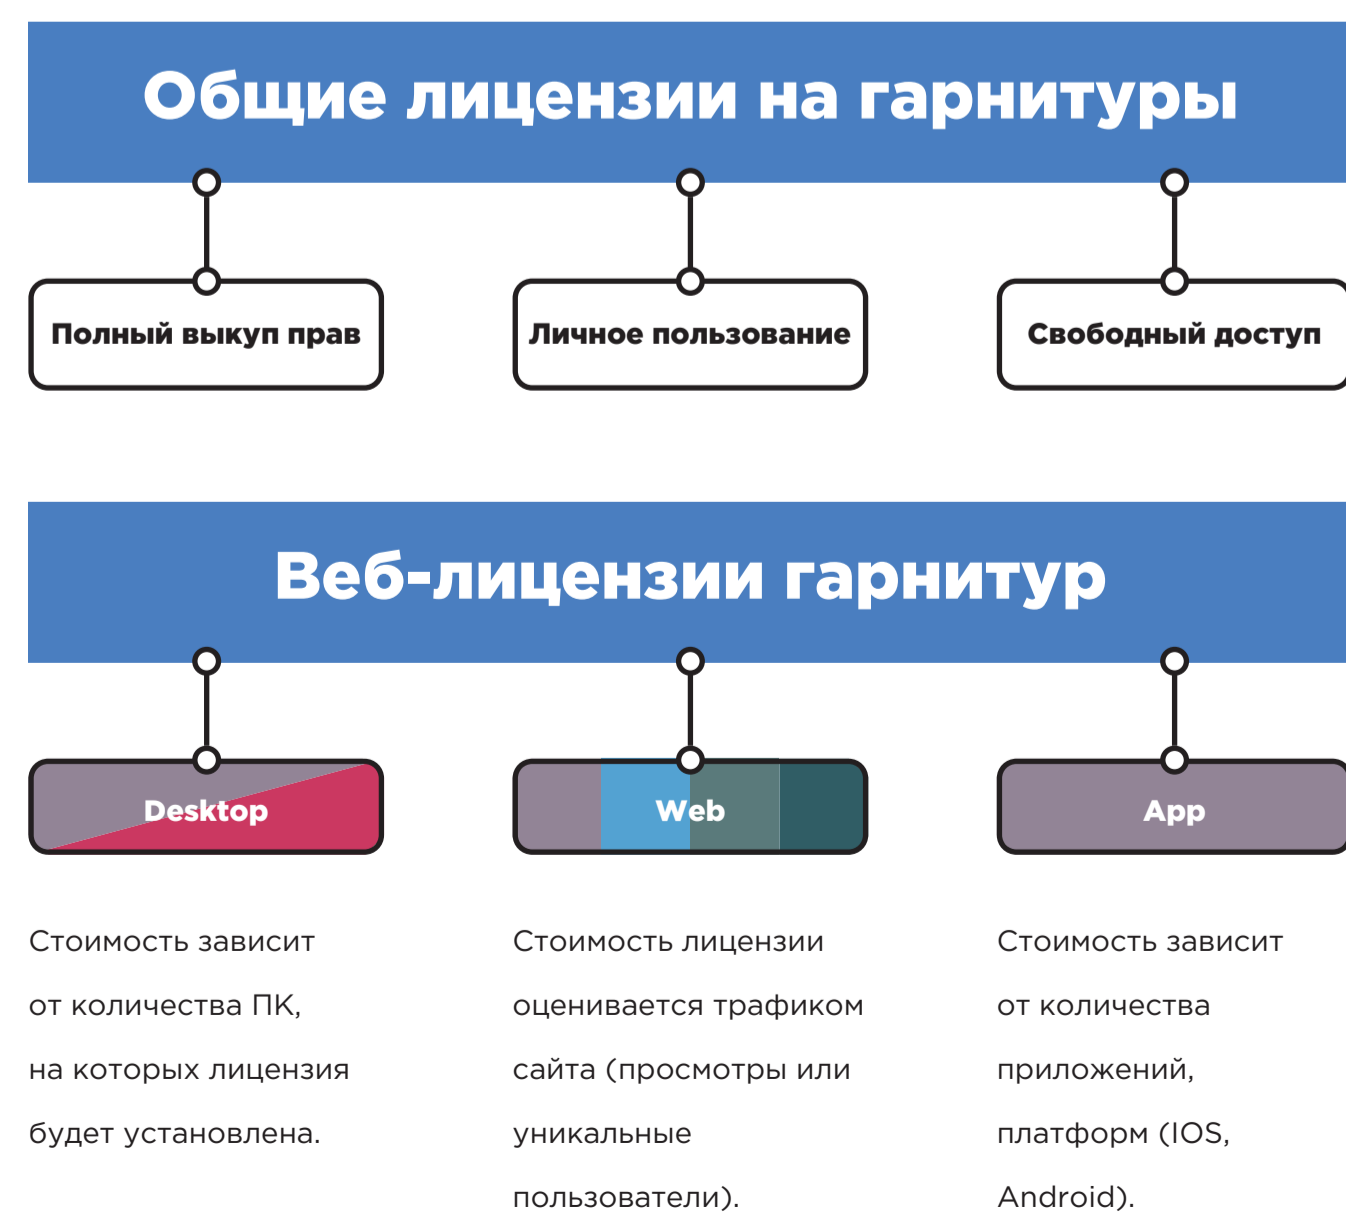 Общие лицензии на гарнитуры
Полный выкуп прав
Личное пользование
Свободный доступ
Веб-лицензии гарнитур
Desktop
Web
App
Стоимость зависит
от количества ПК,
на которых лицензия
будет установлена.
Стоимость лицензии
оценивается трафиком
сайта (просмотры или
уникальные
пользователи).
Стоимость зависит
от количества
приложений,
платформ (IOS,
Android).